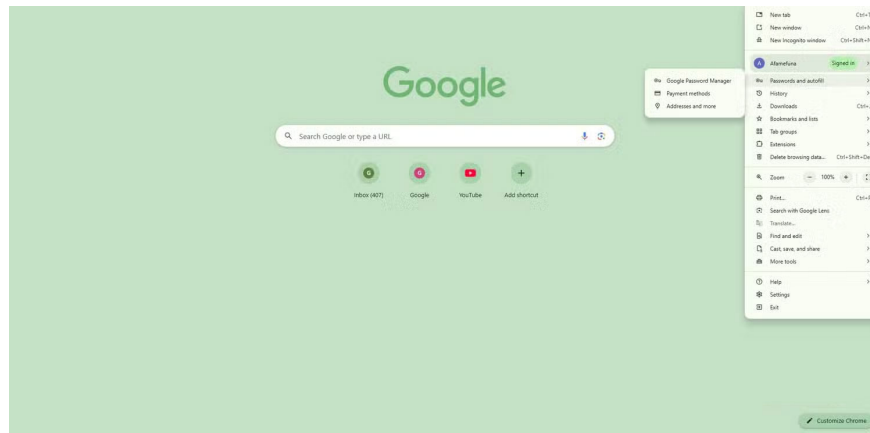 New tab
New window
New Incognito window
Ctrl+Shift+N
A
Afamefuna
Signed in
Passwords and autofill
History
Downloads
Bookmarks and lists
Tab groups
Extensions
Delete browsing data...
Zoom
100%
Print...
Search with Google Lens
Translate...
Find and edit
Cast, save, and share
More tools
Help
Settings
Exit
Google Password Manager
Payment methods
Addresses and more
Google
Search Google or type a URL
G
G
Inbox (407)
Google
YouTube
Add shortcut
Customize Chrome